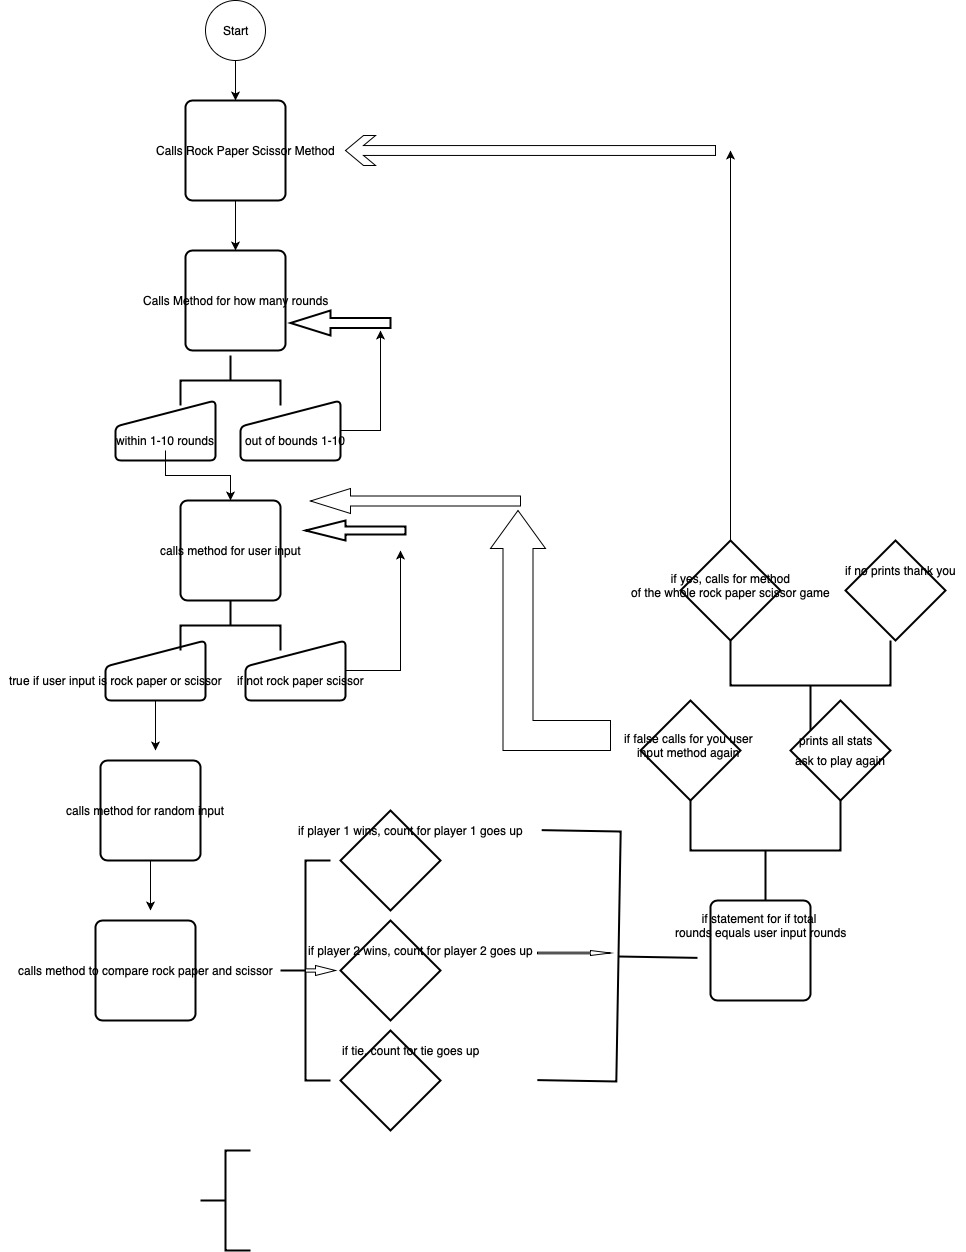 Start
Calls Rock Paper Scissor Method
Calls Method for how many rounds
within 1-10 rounds
out of bounds 1-10
calls method for user input
if yes, calls for method
of the whole rock paper scissor game
if no prints thank you
true if user input is rock paper or scissor
if not rock paper scissor
if false calls for you user
input method again
prints all stats
ask to play again
calls method for random input
if player 1 wins, count for player 1 goes up
if statement for if total
rounds equals user input rounds
if player 2 wins, count for player 2 goes up
calls method to compare rock paper and scissor
if tie, count for tie goes up